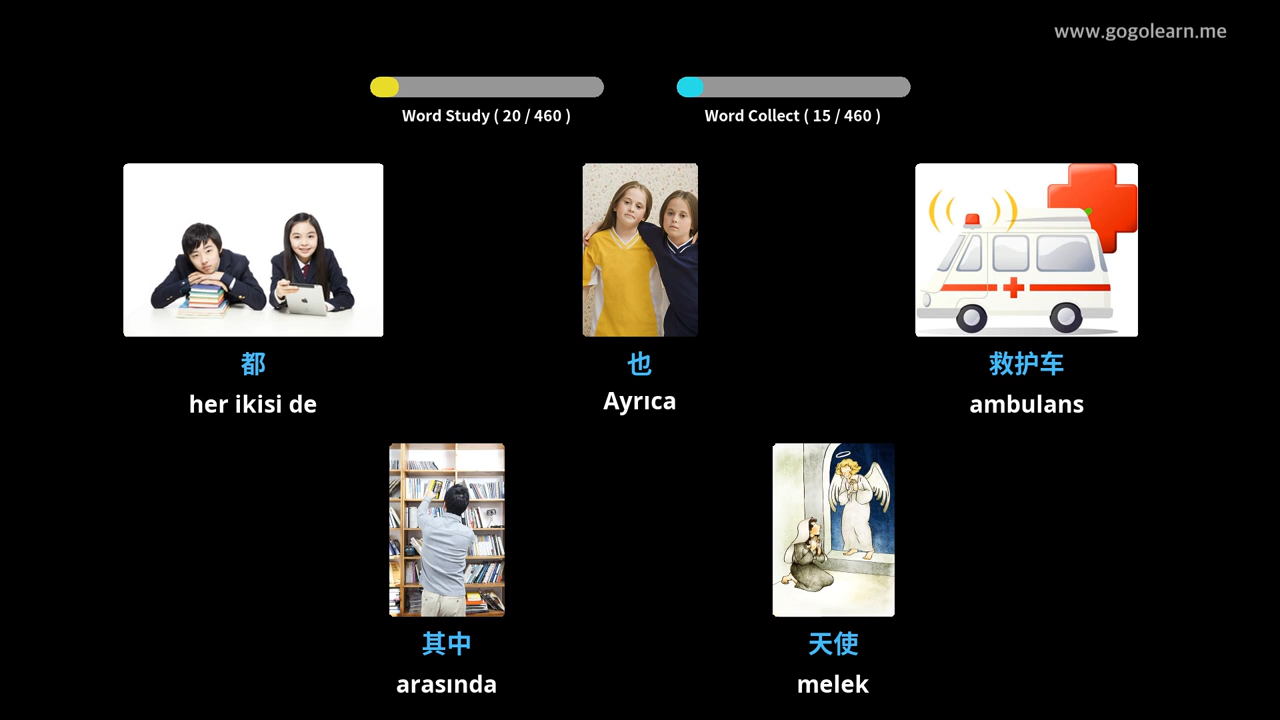 www.gogolearn.me
Word Study ( 20 / 460 )
Word Collect ( 15 / 460 )
都
her ikisi de
也
Ayrıca
救护车
ambulans
其中
arasında
天使
melek